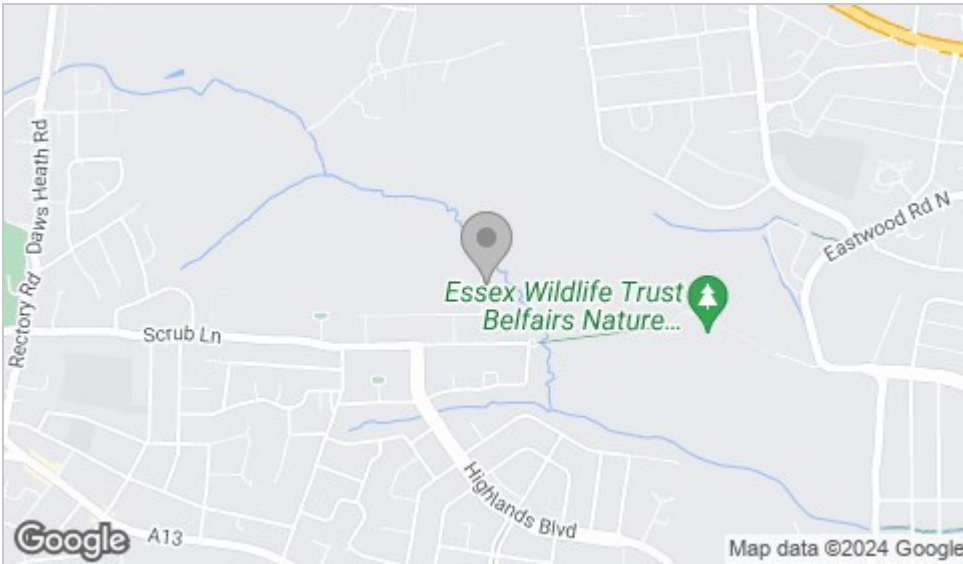 Daws Heath Rd
Rectory Rd
Eastwood Rd N
Essex Wildlife Trust
Belfairs Nature...
Scrub Ln
Highlands Blvd
A13
Google
Map data ©2024 Google